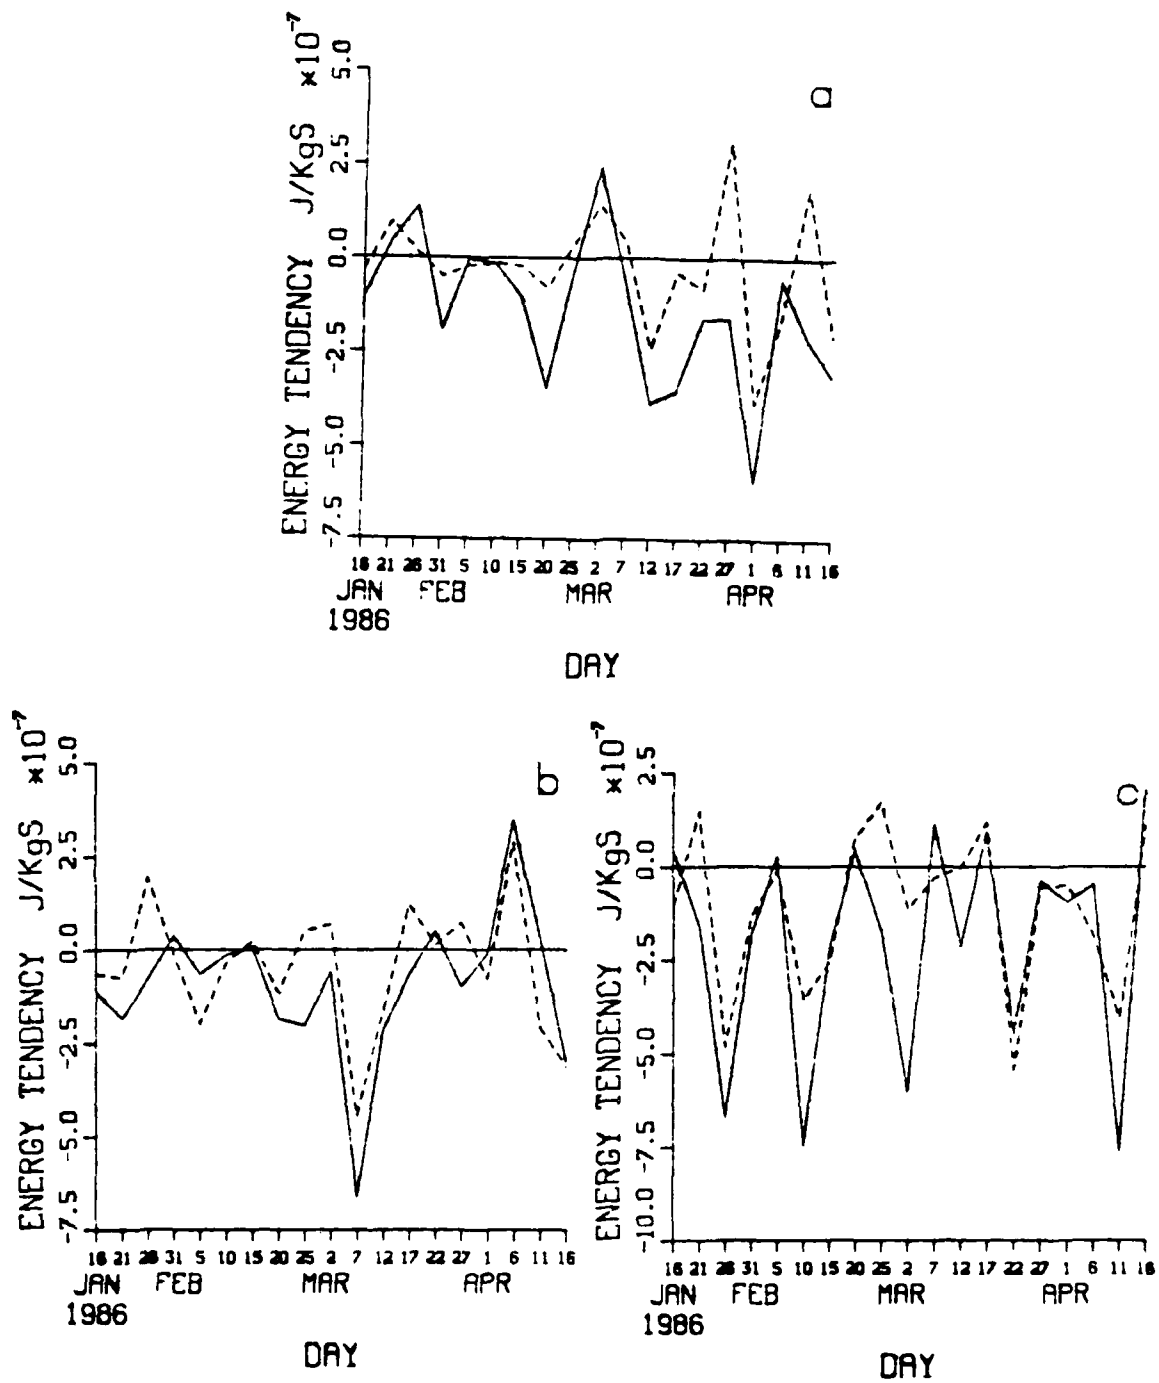 a
ENERGY TENDENCY J/KgS ×10⁻⁷
5.0
2.5
0.0
-2.5
-5.0
-7.5
16 21 26 31 5 10 15 20 25 2 7 12 17 22 27 1 6 11 16
JAN FEB MAR APR
1986
DAY
b
ENERGY TENDENCY J/KgS ×10⁻⁷
5.0
2.5
0.0
-2.5
-5.0
-7.5
16 21 26 31 5 10 15 20 25 2 7 12 17 22 27 1 6 11 16
JAN FEB MAR APR
1986
DAY
c
ENERGY TENDENCY J/KgS ×10⁻⁷
2.5
0.0
-2.5
-5.0
-7.5
-10.0
16 21 26 31 5 10 15 20 25 2 7 12 17 22 27 1 6 11 16
JAN FEB MAR APR
1986
DAY